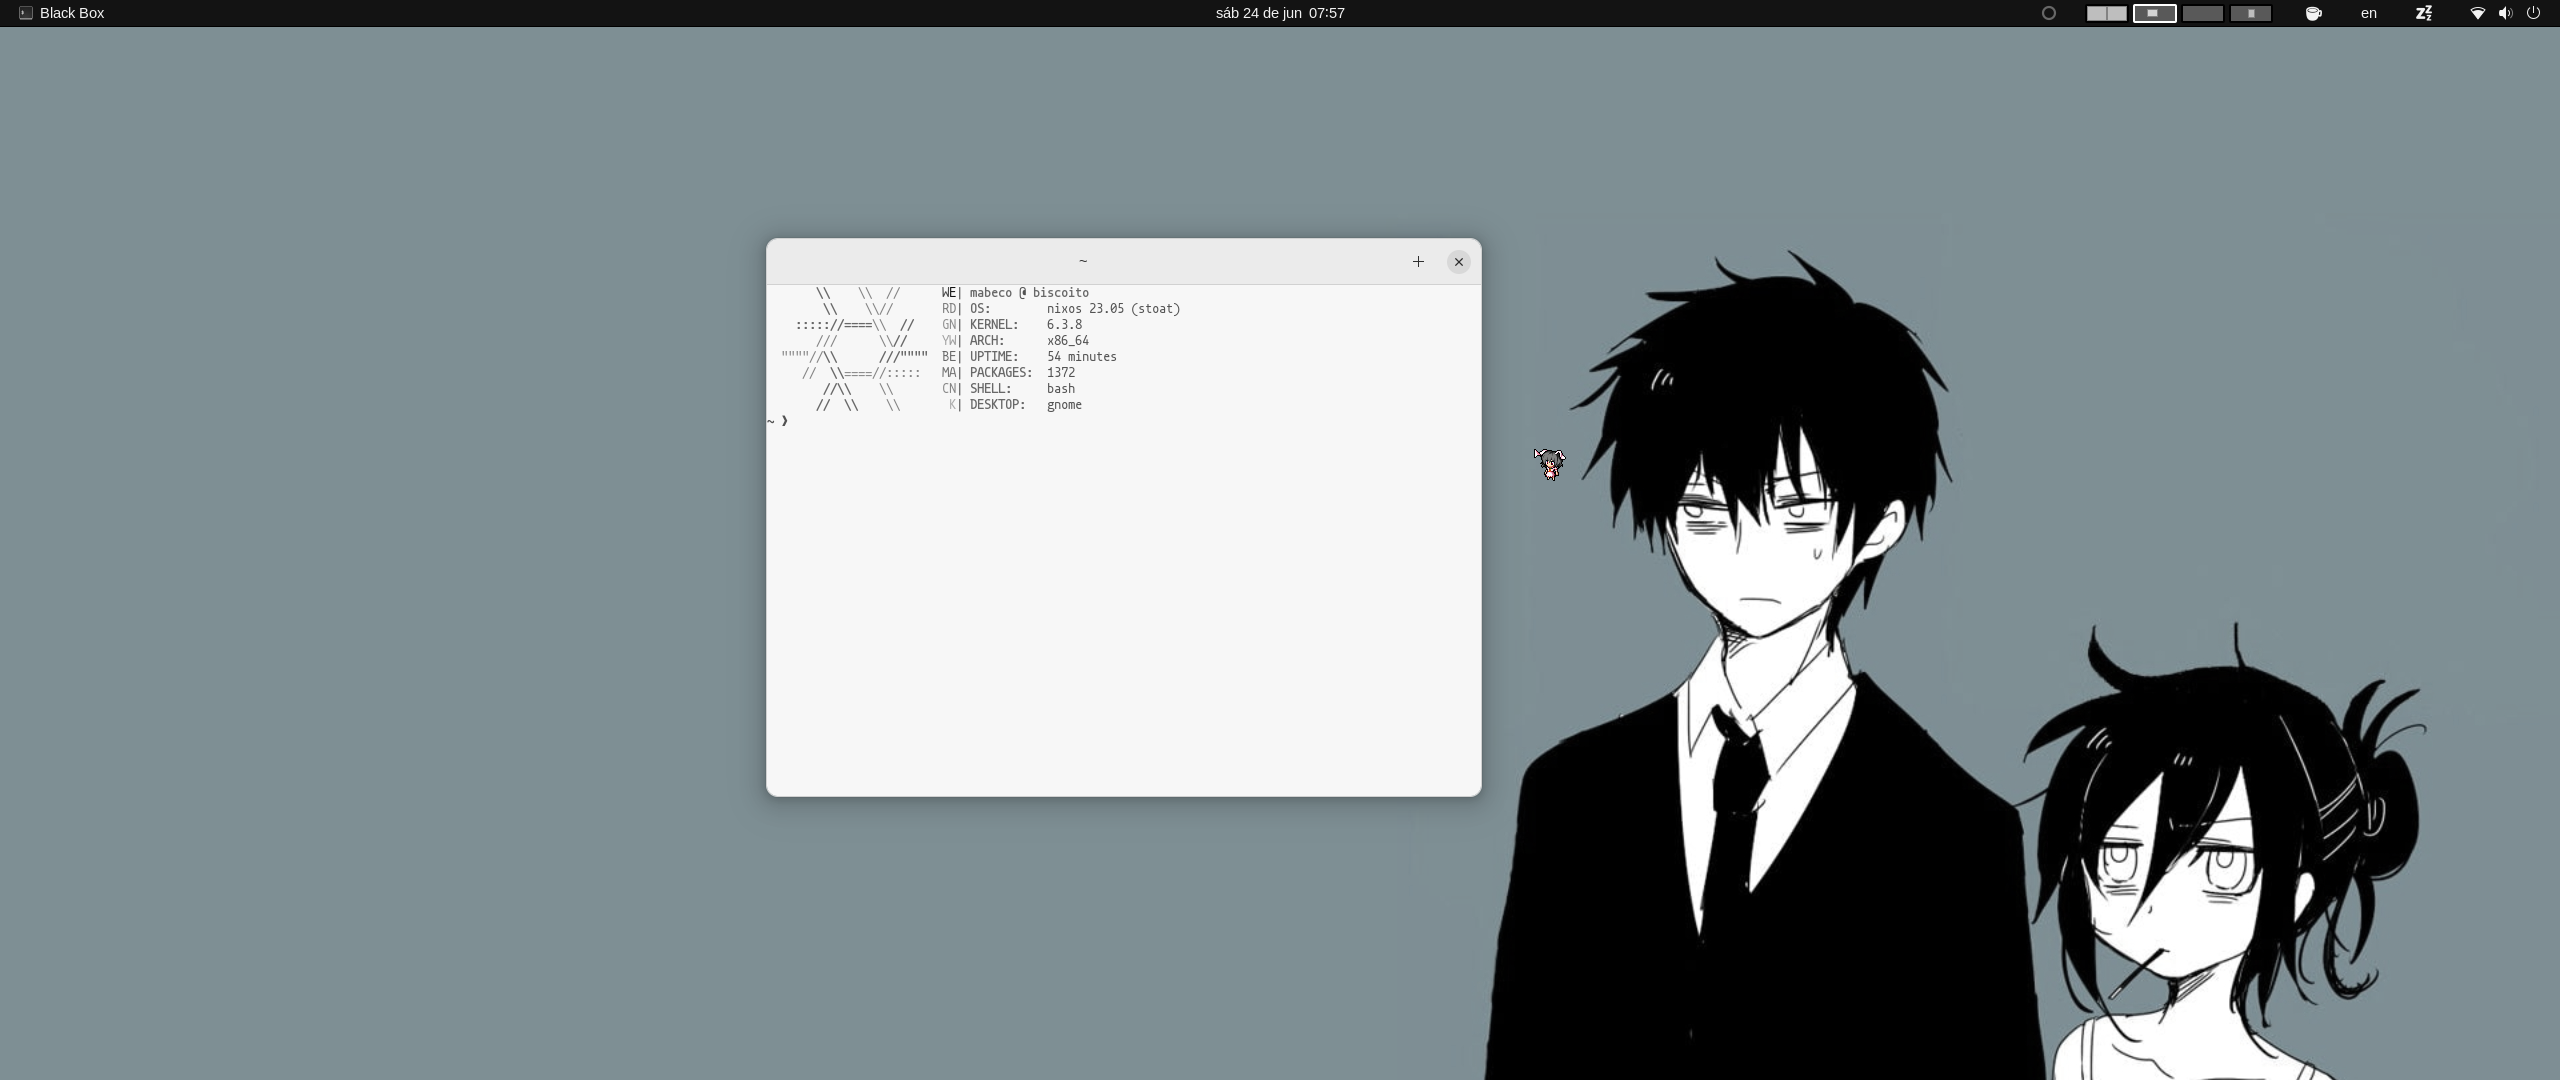 Black Box
sáb 24 de jun 07:57
en
~
WE| mabeco @ biscoito
RD| OS: nixos 23.05 (stoat)
GN| KERNEL: 6.3.8
YW| ARCH: x86_64
BE| UPTIME: 54 minutes
MA| PACKAGES: 1372
CN| SHELL: bash
K| DESKTOP: gnome
~ ❯